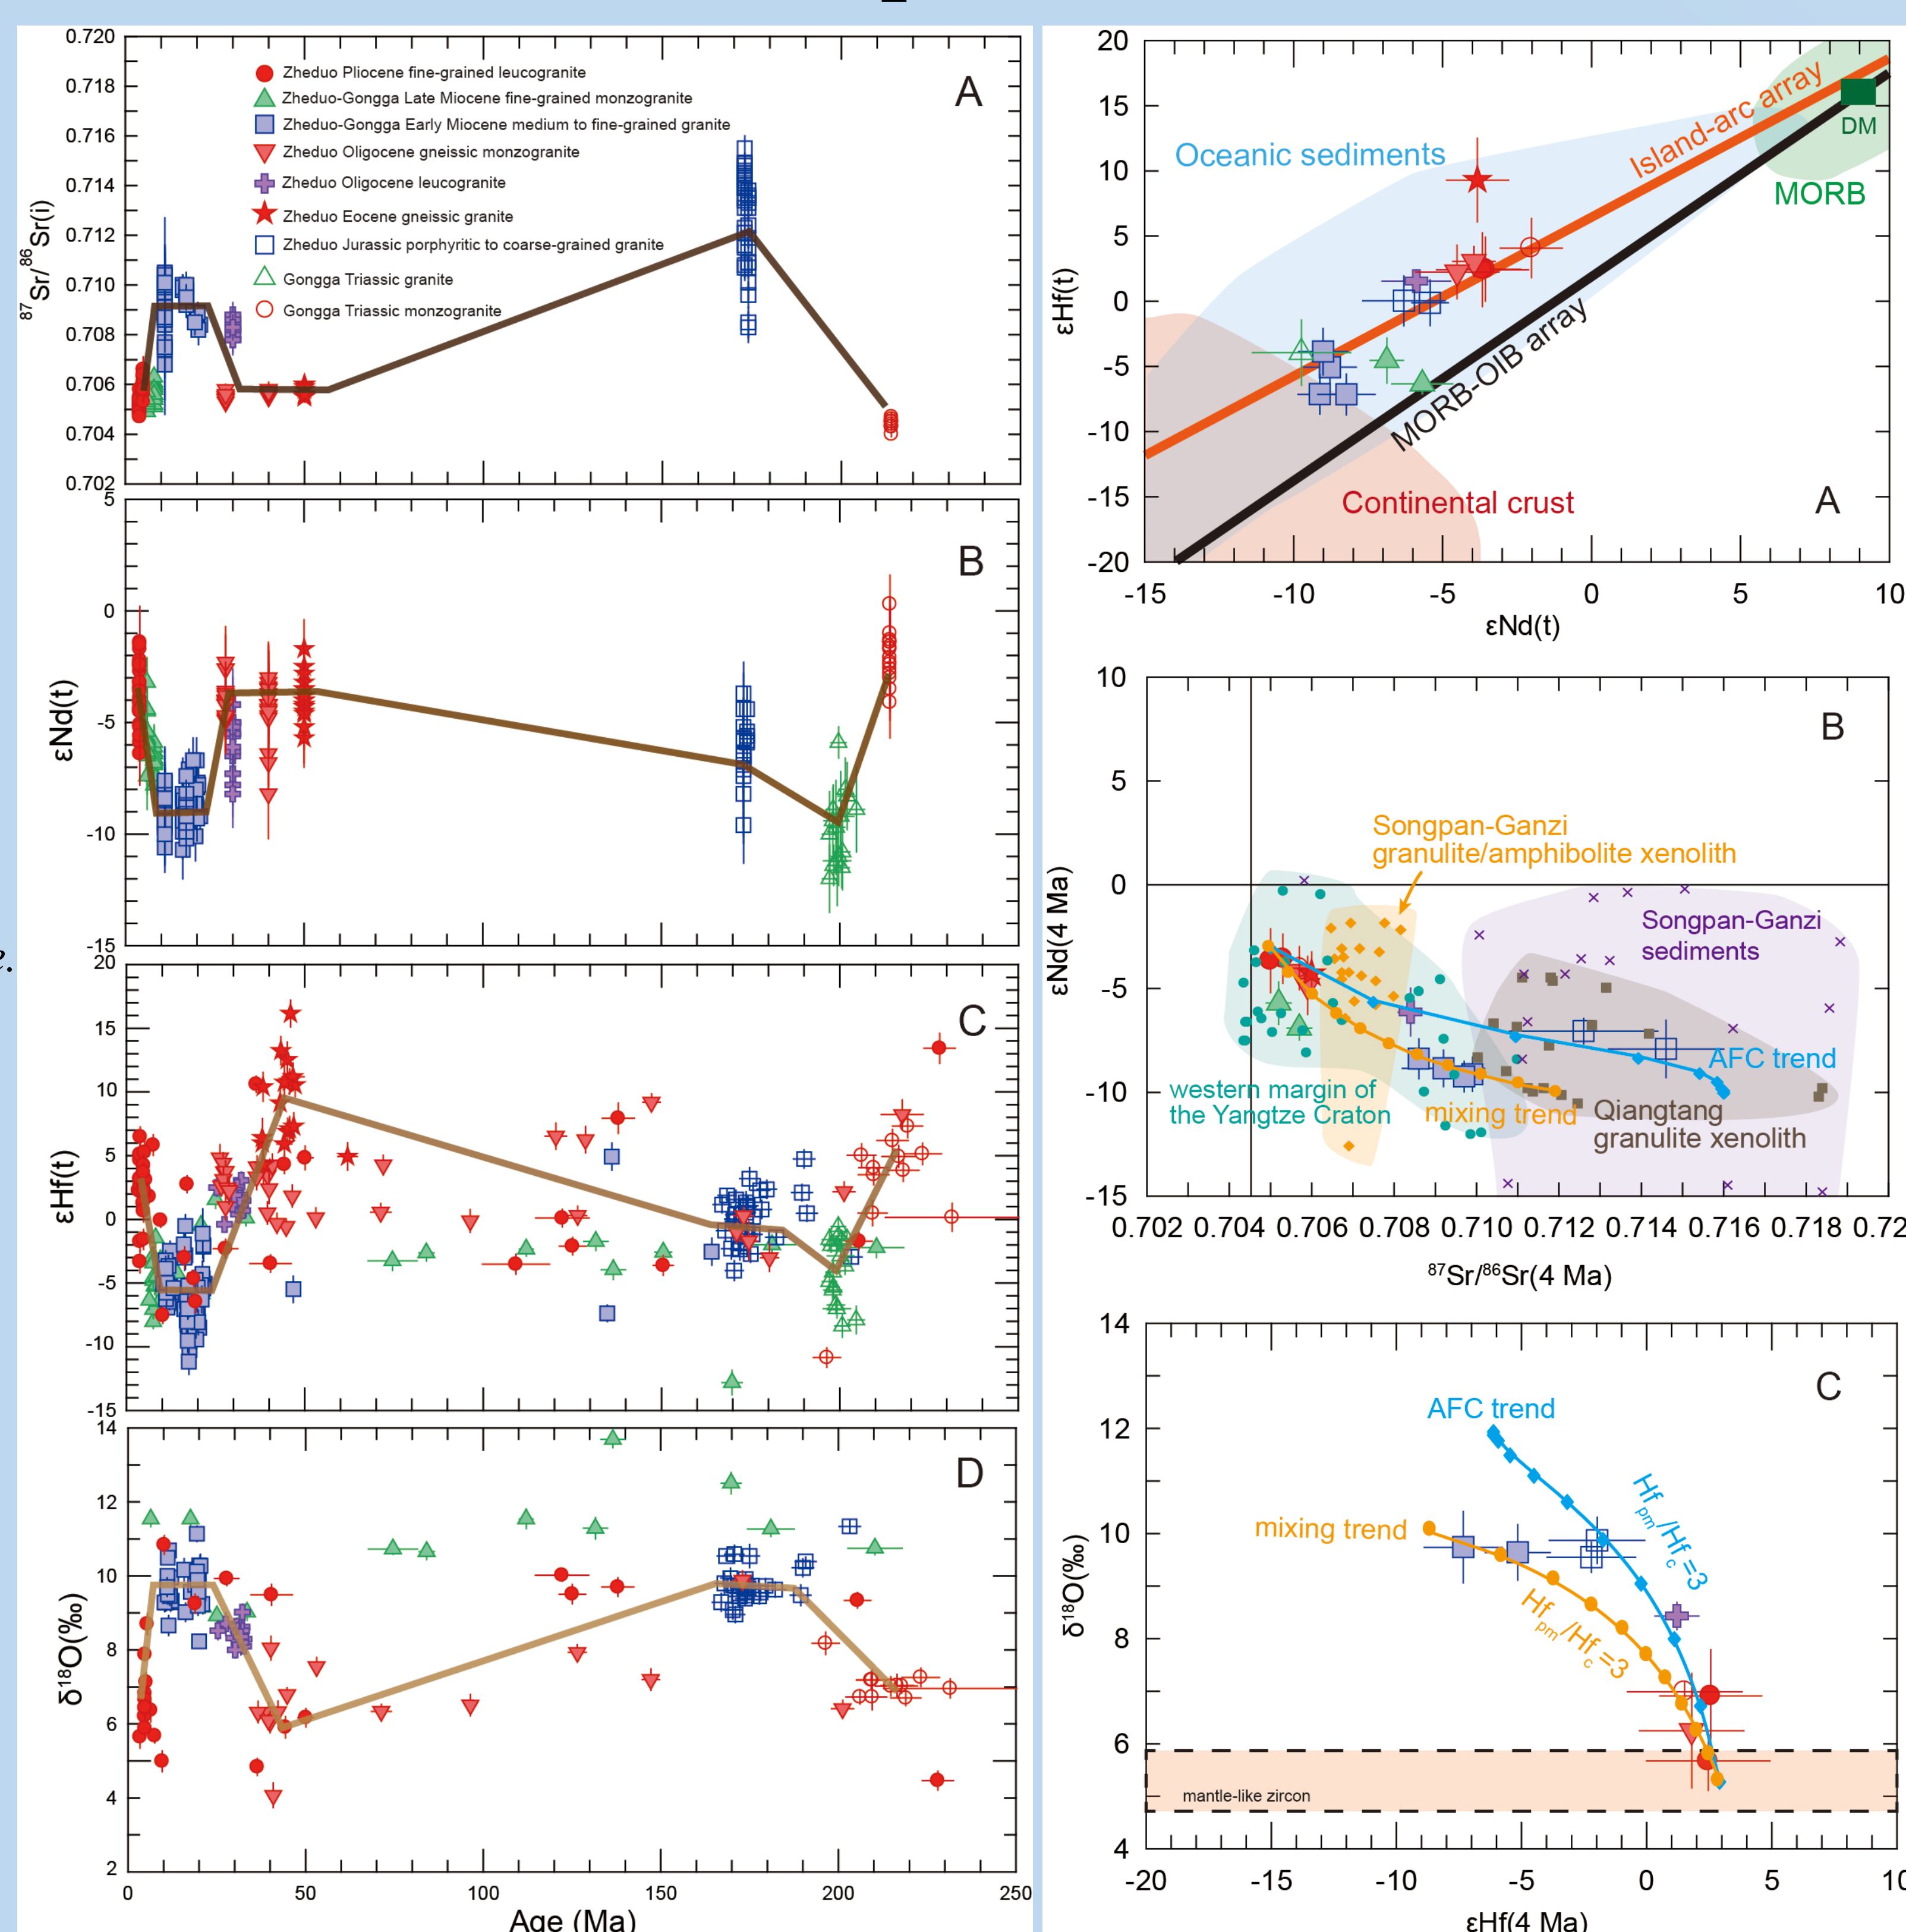 0.720
0.718
0.716
0.714
0.712
0.710
0.708
0.706
0.704
0.702
⁸⁷Sr/⁸⁶Sr(i)
A
Zheduo Pliocene fine-grained leucogranite
Zheduo-Gongga Late Miocene fine-grained monzogranite
Zheduo-Gongga Early Miocene medium to fine-grained granite
Zheduo Oligocene gneissic monzogranite
Zheduo Oligocene leucogranite
Zheduo Eocene gneissic granite
Zheduo Jurassic porphyritic to coarse-grained granite
Gongga Triassic granite
Gongga Triassic monzogranite
5
0
-5
-10
-15
εNd(t)
B
20
15
10
5
0
-5
-10
-15
εHf(t)
C
14
12
10
8
6
4
2
δ¹⁸O(‰)
D
0 50 100 150 200 250
Age (Ma)
20
15
10
5
0
-5
-10
-15
-20
εHf(t)
Oceanic sediments
Island-arc array
DM
MORB
MORB-OIB array
Continental crust
A
-15 -10 -5 0 5 10
εNd(t)
10
5
0
-5
-10
-15
εNd(4 Ma)
B
Songpan-Ganzi
granulite/amphibolite xenolith
Songpan-Ganzi
sediments
AFC trend
western margin of
the Yangtze Craton
mixing trend
Qiangtang
granulite xenolith
0.702 0.704 0.706 0.708 0.710 0.712 0.714 0.716 0.718 0.72
⁸⁷Sr/⁸⁶Sr(4 Ma)
14
12
10
8
6
4
δ¹⁸O(‰)
C
AFC trend
Hfpm/Hfc=3
mixing trend
Hfpm/Hfc=3
mantle-like zircon
-20 -15 -10 -5 0 5 10
εHf(4 Ma)